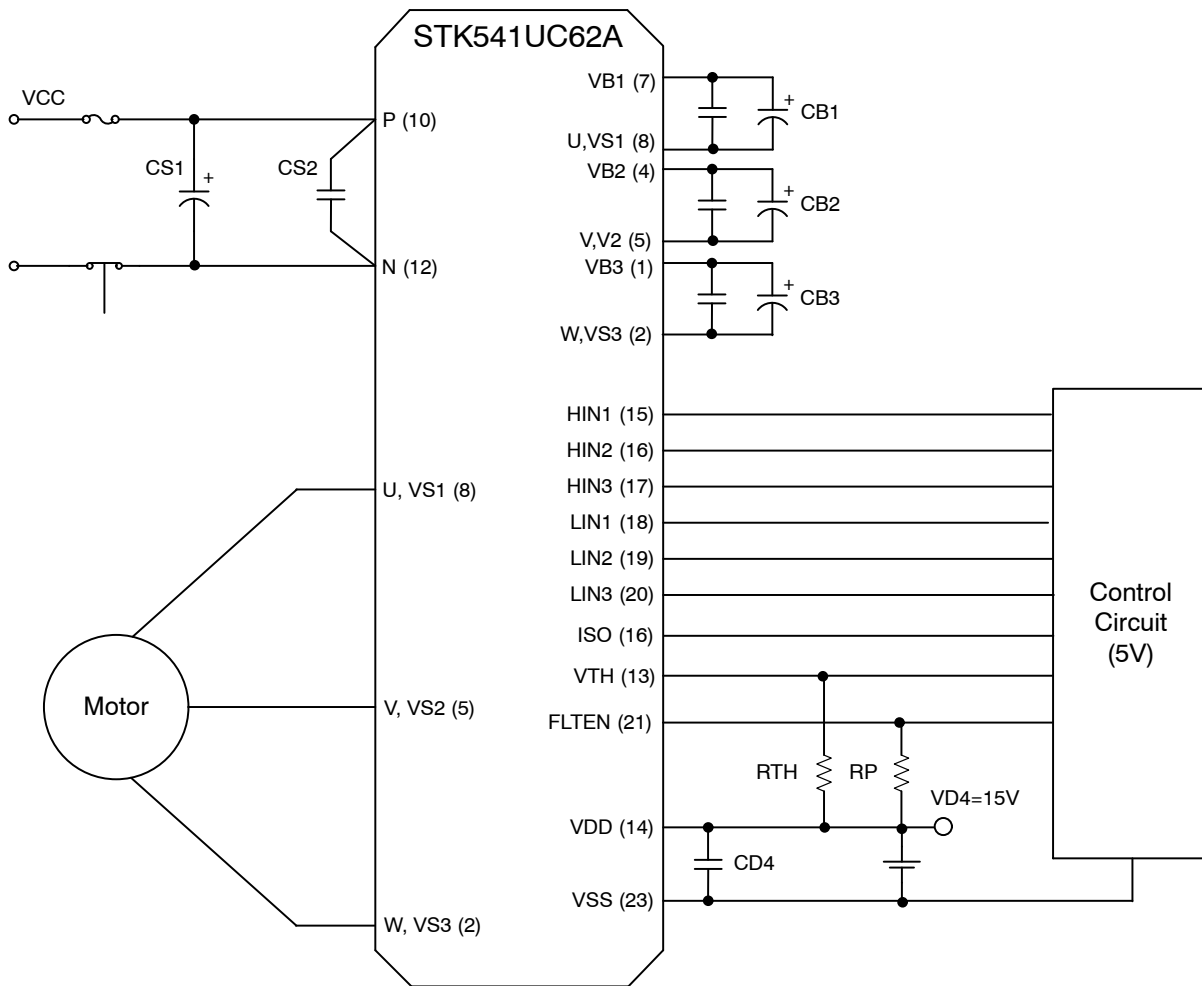 STK541UC62A
VCC
CS1
+
CS2
P (10)
N (12)
U, VS1 (8)
V, VS2 (5)
W, VS3 (2)
Motor
VB1 (7)
U,VS1 (8)
VB2 (4)
V,V2 (5)
VB3 (1)
W,VS3 (2)
+
CB1
+
CB2
+
CB3
HIN1 (15)
HIN2 (16)
HIN3 (17)
LIN1 (18)
LIN2 (19)
LIN3 (20)
ISO (16)
VTH (13)
FLTEN (21)
VDD (14)
VSS (23)
RTH
RP
VD4=15V
CD4
Control
Circuit
(5V)